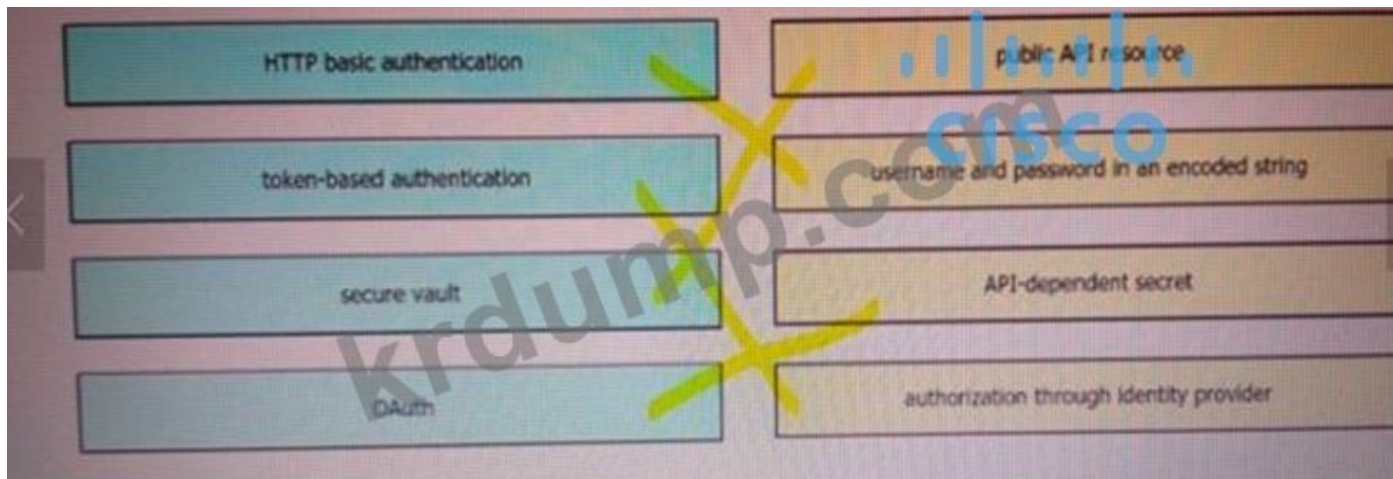 HTTP basic authentication
public API resource
CISCO
token-based authentication
username and password in an encoded string
secure vault
API-dependent secret
krdump.com
OAuth
authorization through identity provider